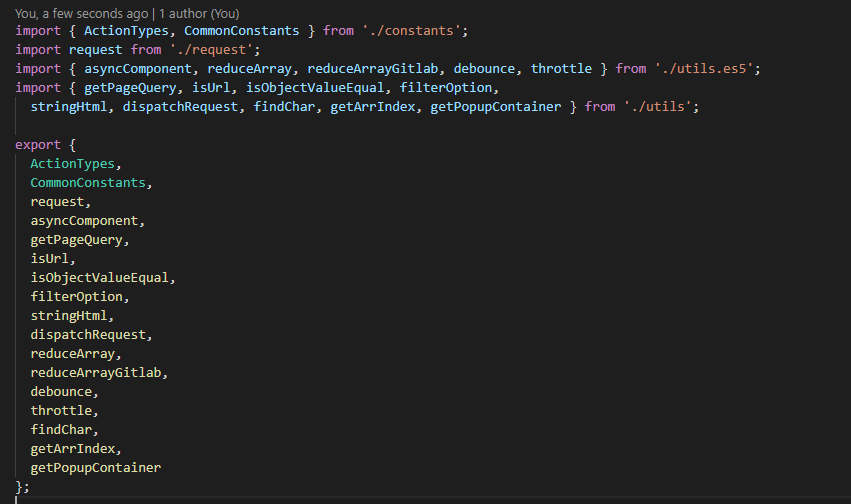 You, a few seconds ago | 1 author (You)
import { ActionTypes, CommonConstants } from './constants';
import request from './request';
import { asyncComponent, reduceArray, reduceArrayGitlab, debounce, throttle } from './utils.es5';
import { getPageQuery, isUrl, isObjectValueEqual, filterOption,
  stringHtml, dispatchRequest, findChar, getArrIndex, getPopupContainer } from './utils';

export {
  ActionTypes,
  CommonConstants,
  request,
  asyncComponent,
  getPageQuery,
  isUrl,
  isObjectValueEqual,
  filterOption,
  stringHtml,
  dispatchRequest,
  reduceArray,
  reduceArrayGitlab,
  debounce,
  throttle,
  findChar,
  getArrIndex,
  getPopupContainer
};